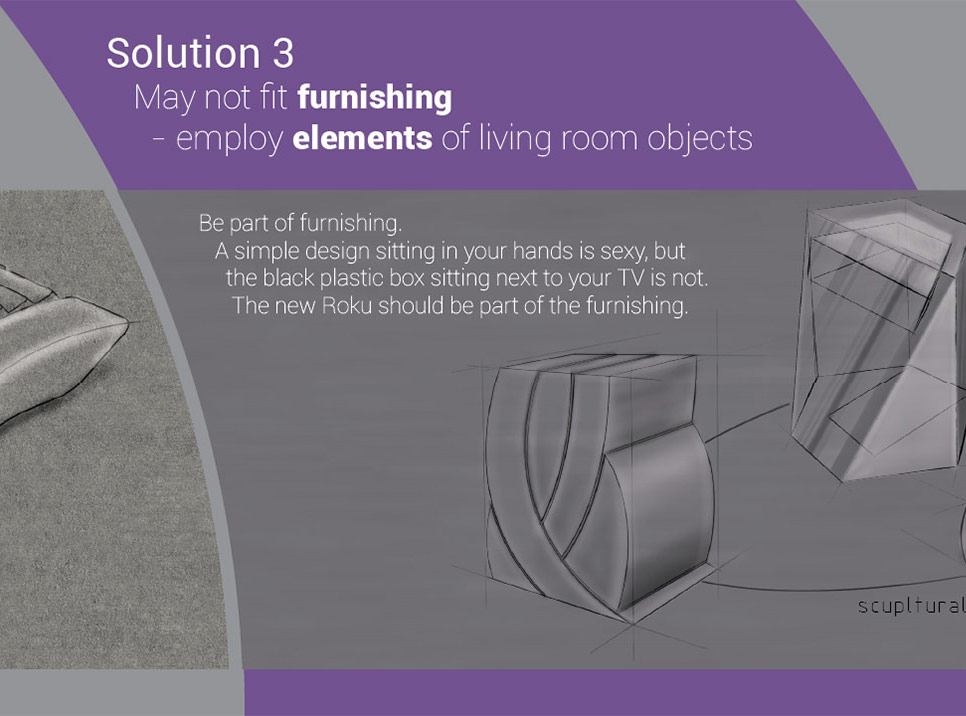 Solution 3
May not fit furnishing
- employ elements of living room objects
Be part of furnishing.
A simple design sitting in your hands is sexy, but
the black plastic box sitting next to your TV is not.
The new Roku should be part of the furnishing.
scupltural